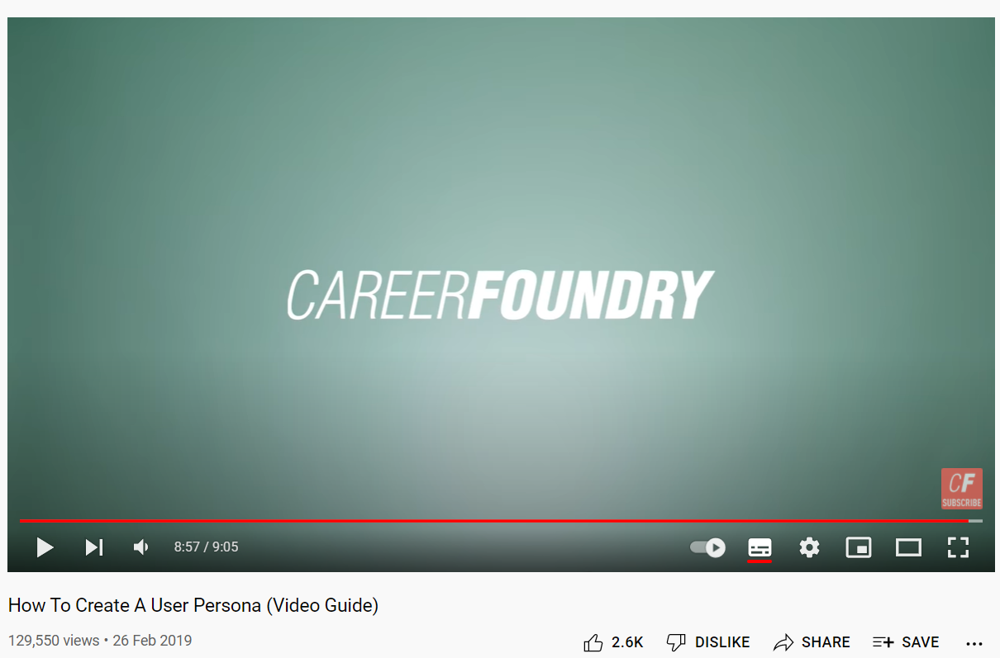 CAREERFOUNDRY
CF
SUBSCRIBE
8:57 / 9:05
How To Create A User Persona (Video Guide)
129,550 views • 26 Feb 2019
2.6K DISLIKE SHARE SAVE